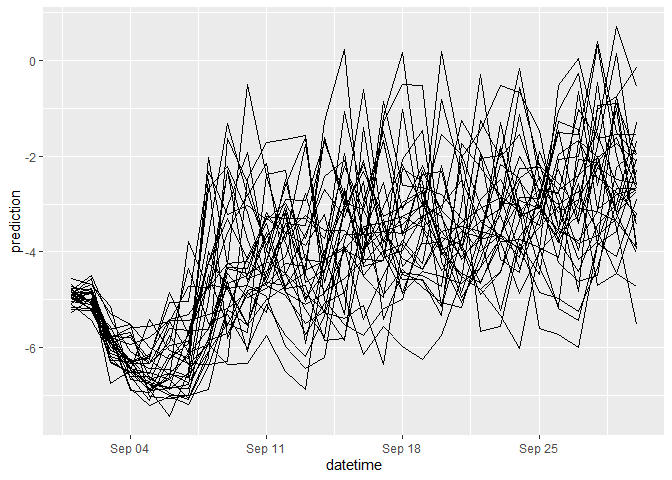 0
-2
-4
-6
prediction
Sep 04
Sep 11
Sep 18
Sep 25
datetime